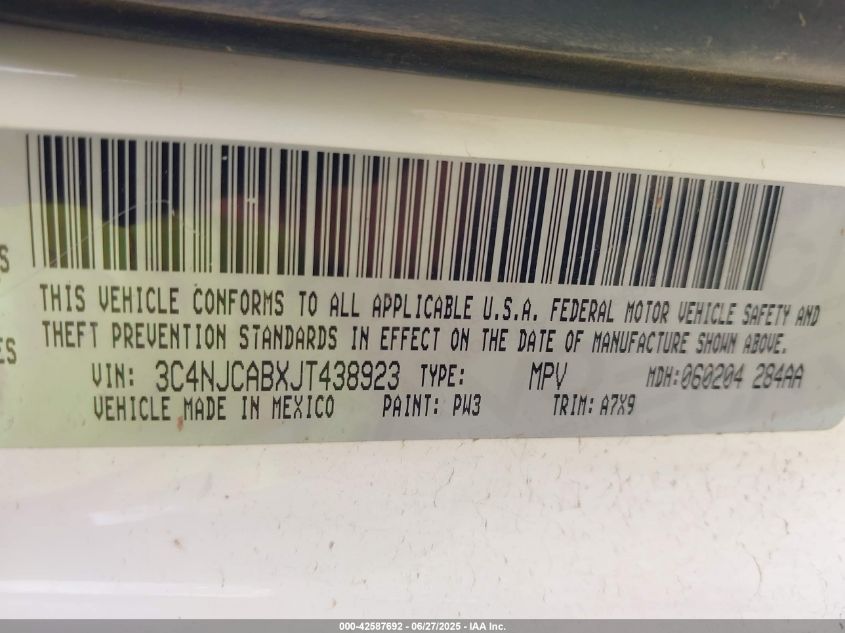 S
THIS VEHICLE CONFORMS TO ALL APPLICABLE U.S.A. FEDERAL MOTOR VEHICLE SAFETY AND
ES THEFT PREVENTION STANDARDS IN EFFECT ON THE DATE OF MANUFACTURE SHOWN ABOVE.
VIN: 3C4NJCABXJT438923 TYPE: MPV MDH:060204 284AA
VEHICLE MADE IN MEXICO PAINT: PW3 TRIM: A7X9
000-42587692 - 06/27/2025 - IAA Inc.